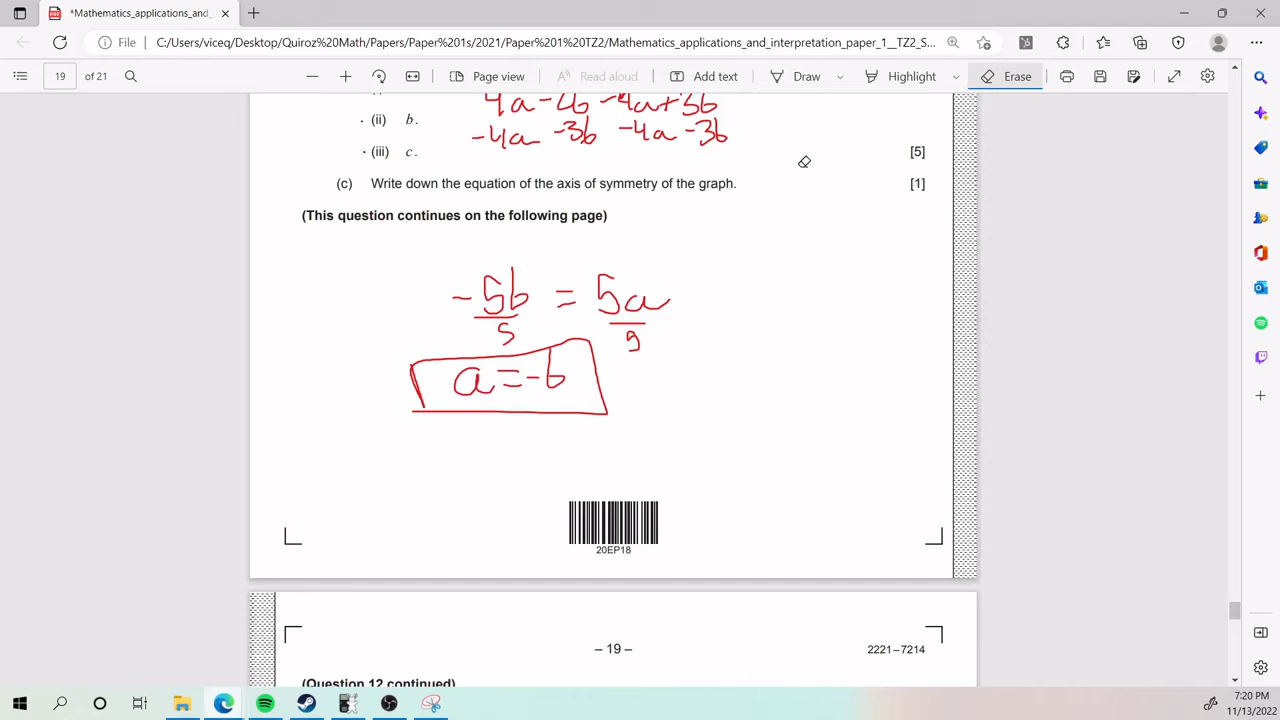 *Mathematics_applications_and_
File
C:/Users/viceq/Desktop/Quiroz%20Math/Papers/Paper%201s/2021/Paper%201%20TZ2/Mathematics_applications_and_interpretation_paper_1__TZ2_S...
19 of 21
Page view
Read aloud
Add text
Draw
Highlight
Erase
4a - 2b -4a + 3b
(ii) b.
-4a -3b -4a -3b
(iii) c.
[5]
(c) Write down the equation of the axis of symmetry of the graph.
[1]
(This question continues on the following page)
-5b = 5a
5
a = -b
20EP18
– 19 –
2221–7214
(Question 12 continued)
7:20 PM
11/13/2022